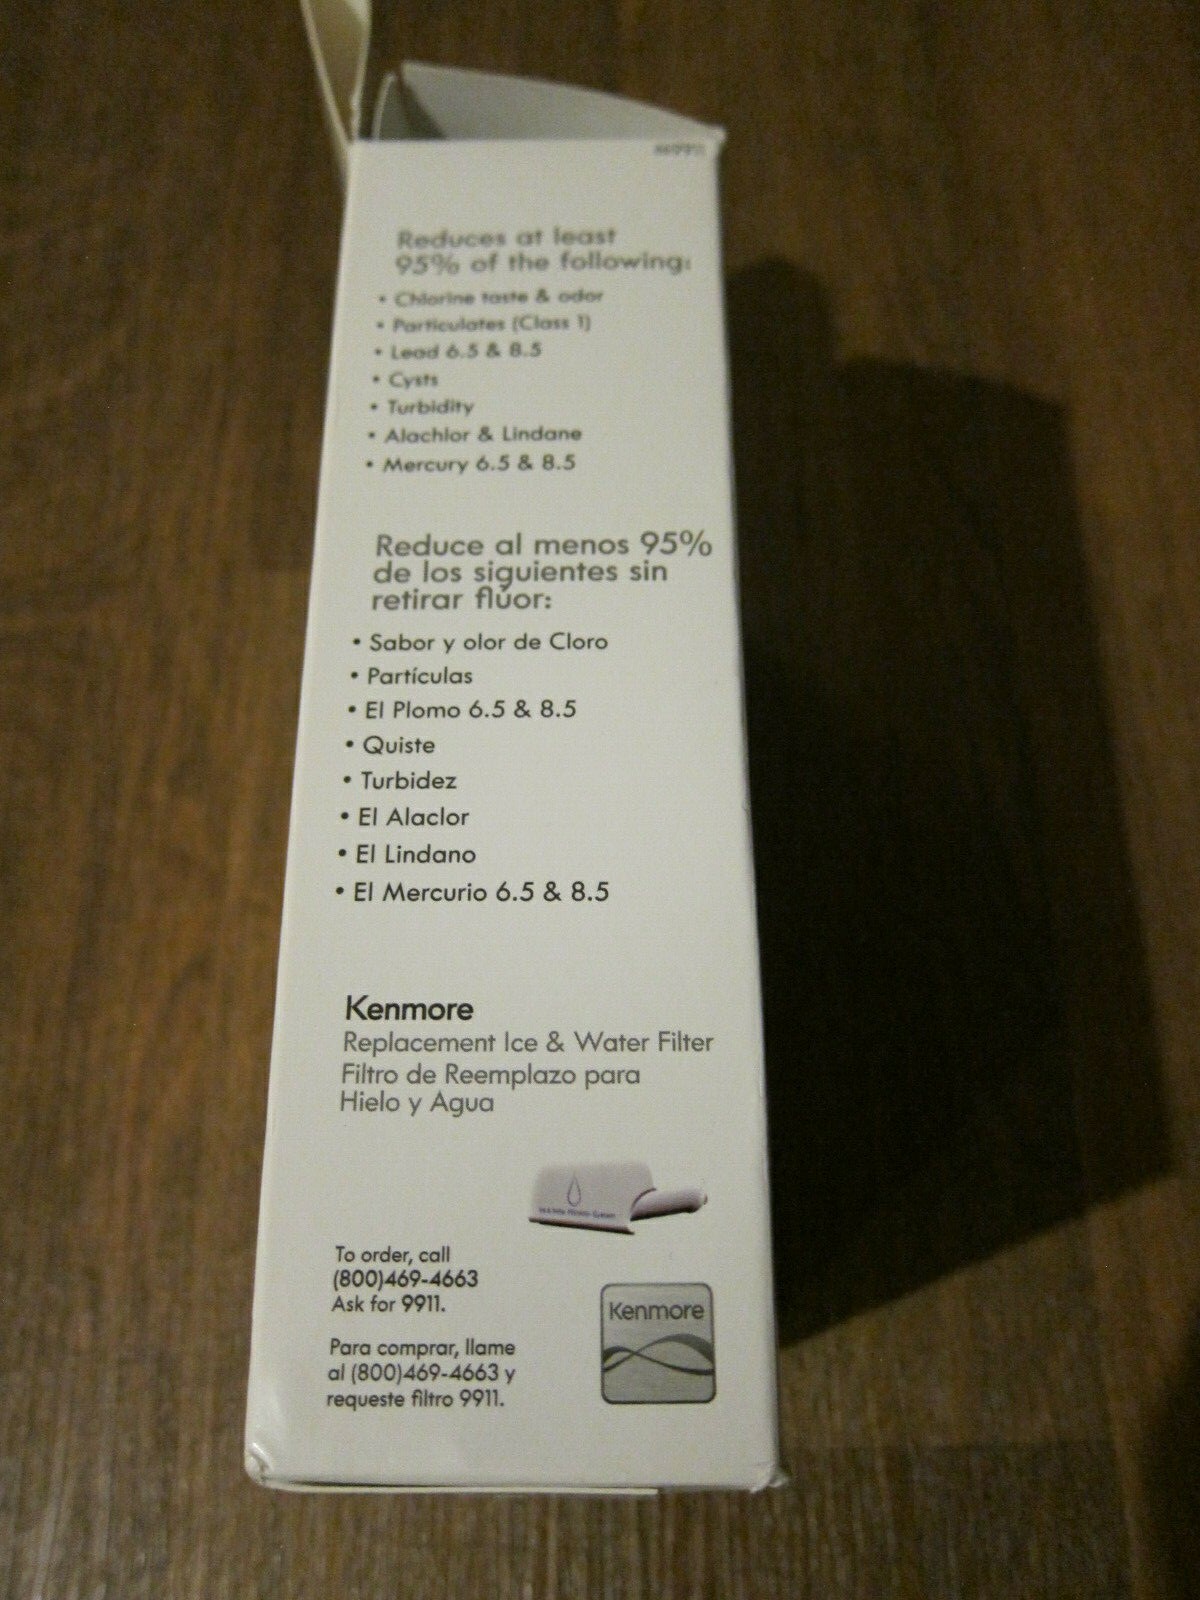 Reduces at least
95% of the following:
• Chlorine taste & odor
• Particulates (Class 1)
• Lead 6.5 & 8.5
• Cysts
• Turbidity
• Alachlor & Lindane
• Mercury 6.5 & 8.5
Reduce al menos 95%
de los siguientes sin
retirar flúor:
• Sabor y olor de Cloro
• Partículas
• El Plomo 6.5 & 8.5
• Quiste
• Turbidez
• El Alaclor
• El Lindano
• El Mercurio 6.5 & 8.5
Kenmore
Replacement Ice & Water Filter
Filtro de Reemplazo para
Hielo y Agua
To order, call
(800)469-4663
Ask for 9911.
Para comprar, llame
al (800)469-4663 y
requeste filtro 9911.
Kenmore